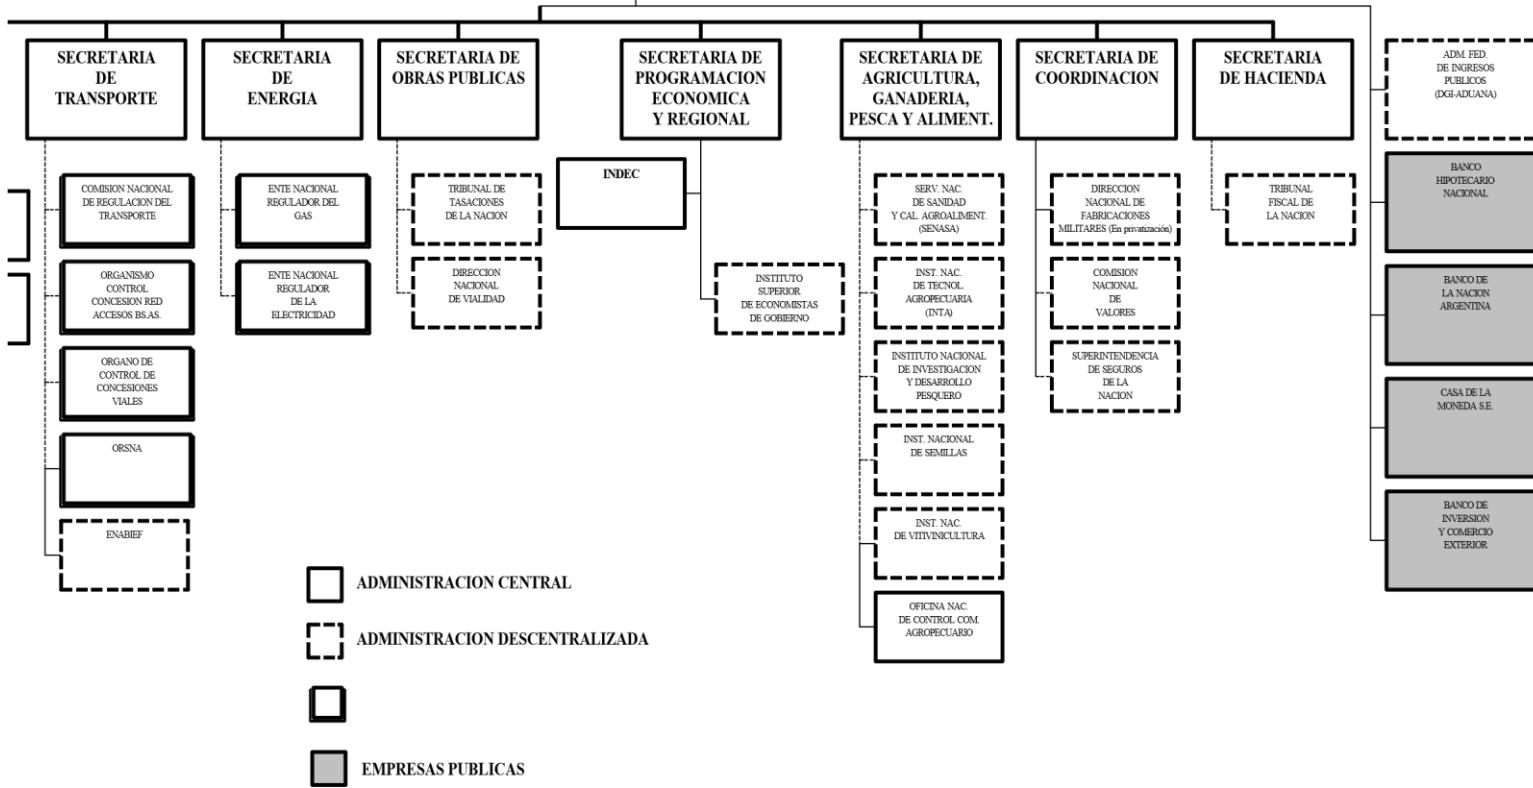 SECRETARIA
DE
TRANSPORTE
SECRETARIA
DE
ENERGIA
SECRETARIA DE
OBRAS PUBLICAS
SECRETARIA DE
PROGRAMACION
ECONOMICA
Y REGIONAL
SECRETARIA DE
AGRICULTURA,
GANADERIA,
PESCA Y ALIMENT.
SECRETARIA DE
COORDINACION
SECRETARIA
DE HACIENDA
ADM. FED.
DE INGRESOS
PUBLICOS
(DGI-ADUANA)
COMISION NACIONAL
DE REGULACION DEL
TRANSPORTE
ORGANISMO
CONTROL
CONCESION RED
ACCESOS BS.AS.
ORGANO DE
CONTROL DE
CONCESIONES
VIALES
ORSNA
ENABIEF
ENTE NACIONAL
REGULADOR DEL
GAS
ENTE NACIONAL
REGULADOR
DE LA
ELECTRICIDAD
TRIBUNAL DE
TASACIONES
DE LA NACION
DIRECCION
NACIONAL
DE VIALIDAD
INDEC
INSTITUTO
SUPERIOR
DE ECONOMISTAS
DE GOBIERNO
SERV. NAC.
DE SANIDAD
Y CAL. AGROALIMENT.
(SENASA)
INST. NAC.
DE TECNOL.
AGROPECUARIA
(INTA)
INSTITUTO NACIONAL
DE INVESTIGACION
Y DESARROLLO
PESQUERO
INST. NACIONAL
DE SEMILLAS
INST. NAC.
DE VITIVINICULTURA
OFICINA NAC.
DE CONTROL COM.
AGROPECUARIO
DIRECCION
NACIONAL DE
FABRICACIONES
MILITARES (En privatización)
COMISION
NACIONAL
DE
VALORES
SUPERINTENDENCIA
DE SEGUROS
DE LA
NACION
TRIBUNAL
FISCAL DE
LA NACION
BANCO
HIPOTECARIO
NACIONAL
BANCO DE
LA NACION
ARGENTINA
CASA DE LA
MONEDA S.E.
BANCO DE
INVERSION
Y COMERCIO
EXTERIOR
ADMINISTRACION CENTRAL
ADMINISTRACION DESCENTRALIZADA
EMPRESAS PUBLICAS